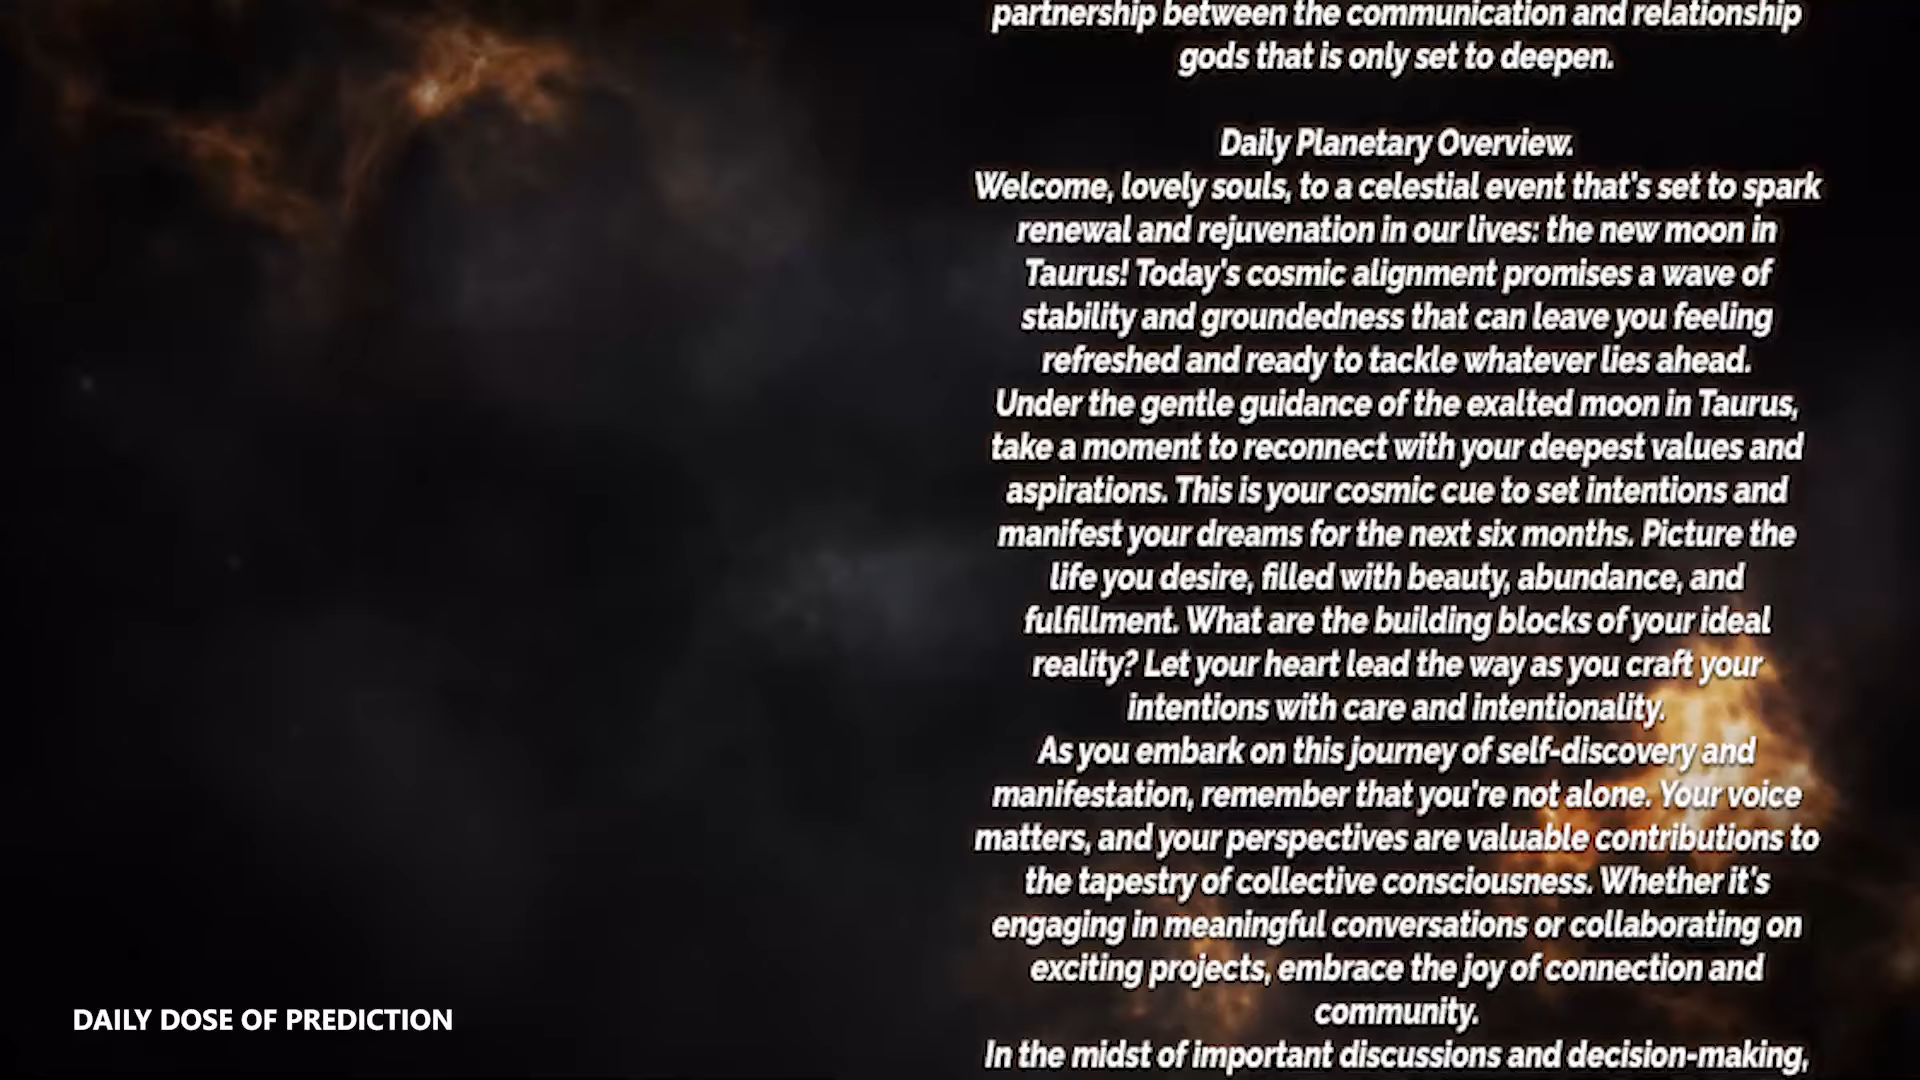 partnership between the communication and relationship
gods that is only set to deepen.
Daily Planetary Overview.
Welcome, lovely souls, to a celestial event that's set to spark
renewal and rejuvenation in our lives: the new moon in
Taurus! Today's cosmic alignment promises a wave of
stability and groundedness that can leave you feeling
refreshed and ready to tackle whatever lies ahead.
Under the gentle guidance of the exalted moon in Taurus,
take a moment to reconnect with your deepest values and
aspirations. This is your cosmic cue to set intentions and
manifest your dreams for the next six months. Picture the
life you desire, filled with beauty, abundance, and
fulfillment. What are the building blocks of your ideal
reality? Let your heart lead the way as you craft your
intentions with care and intentionality.
As you embark on this journey of self-discovery and
manifestation, remember that you're not alone. Your voice
matters, and your perspectives are valuable contributions to
the tapestry of collective consciousness. Whether it's
engaging in meaningful conversations or collaborating on
exciting projects, embrace the joy of connection and
community.
In the midst of important discussions and decision-making,
DAILY DOSE OF PREDICTION